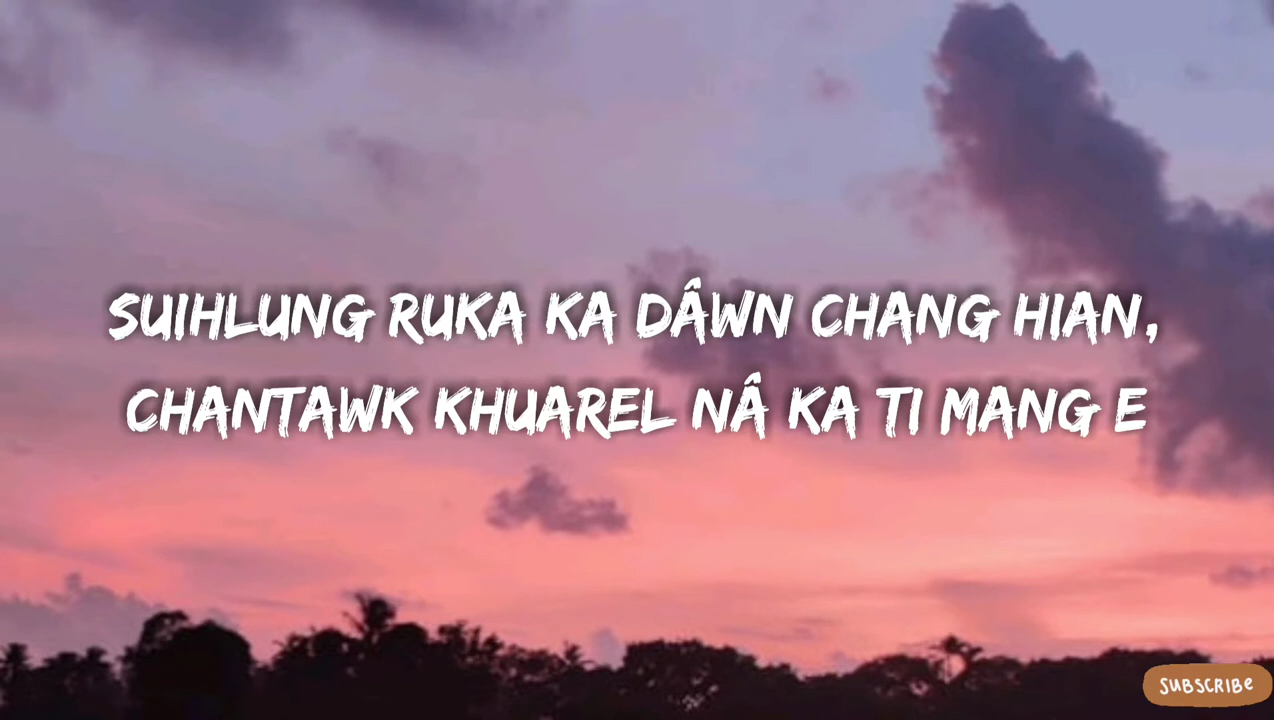 SUIHLUNG RUKA KA DÂWN CHANG HIAN,
CHANTAWK KHUAREL NÂ KA TI MANG E
SUBSCRIBe